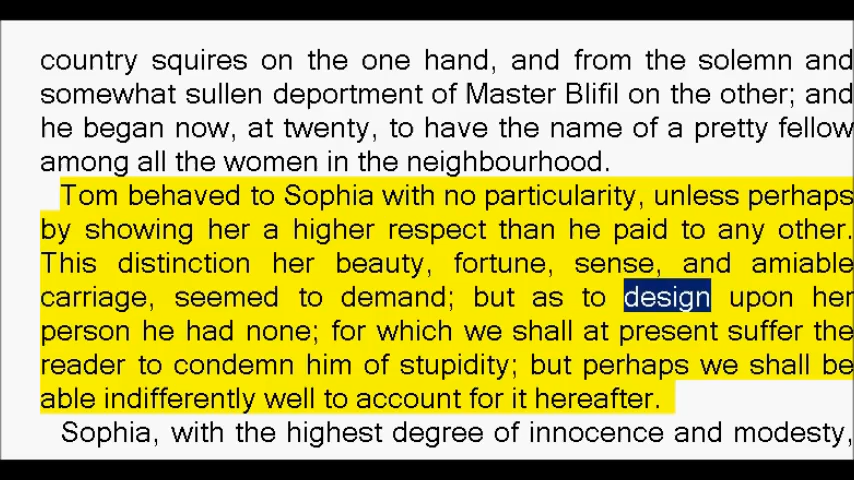 country squires on the one hand, and from the solemn and
somewhat sullen deportment of Master Blifil on the other; and
he began now, at twenty, to have the name of a pretty fellow
among all the women in the neighbourhood.
Tom behaved to Sophia with no particularity, unless perhaps
by showing her a higher respect than he paid to any other.
This distinction her beauty, fortune, sense, and amiable
carriage, seemed to demand; but as to design upon her
person he had none; for which we shall at present suffer the
reader to condemn him of stupidity; but perhaps we shall be
able indifferently well to account for it hereafter.
Sophia, with the highest degree of innocence and modesty,